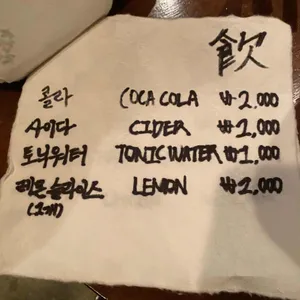 飮
콜라 COCA COLA ₩2,000
사이다 CIDER ₩2,000
토닉워터 TONIC WATER ₩1,000
레몬슬라이스 LEMON ₩2,000
(2개)